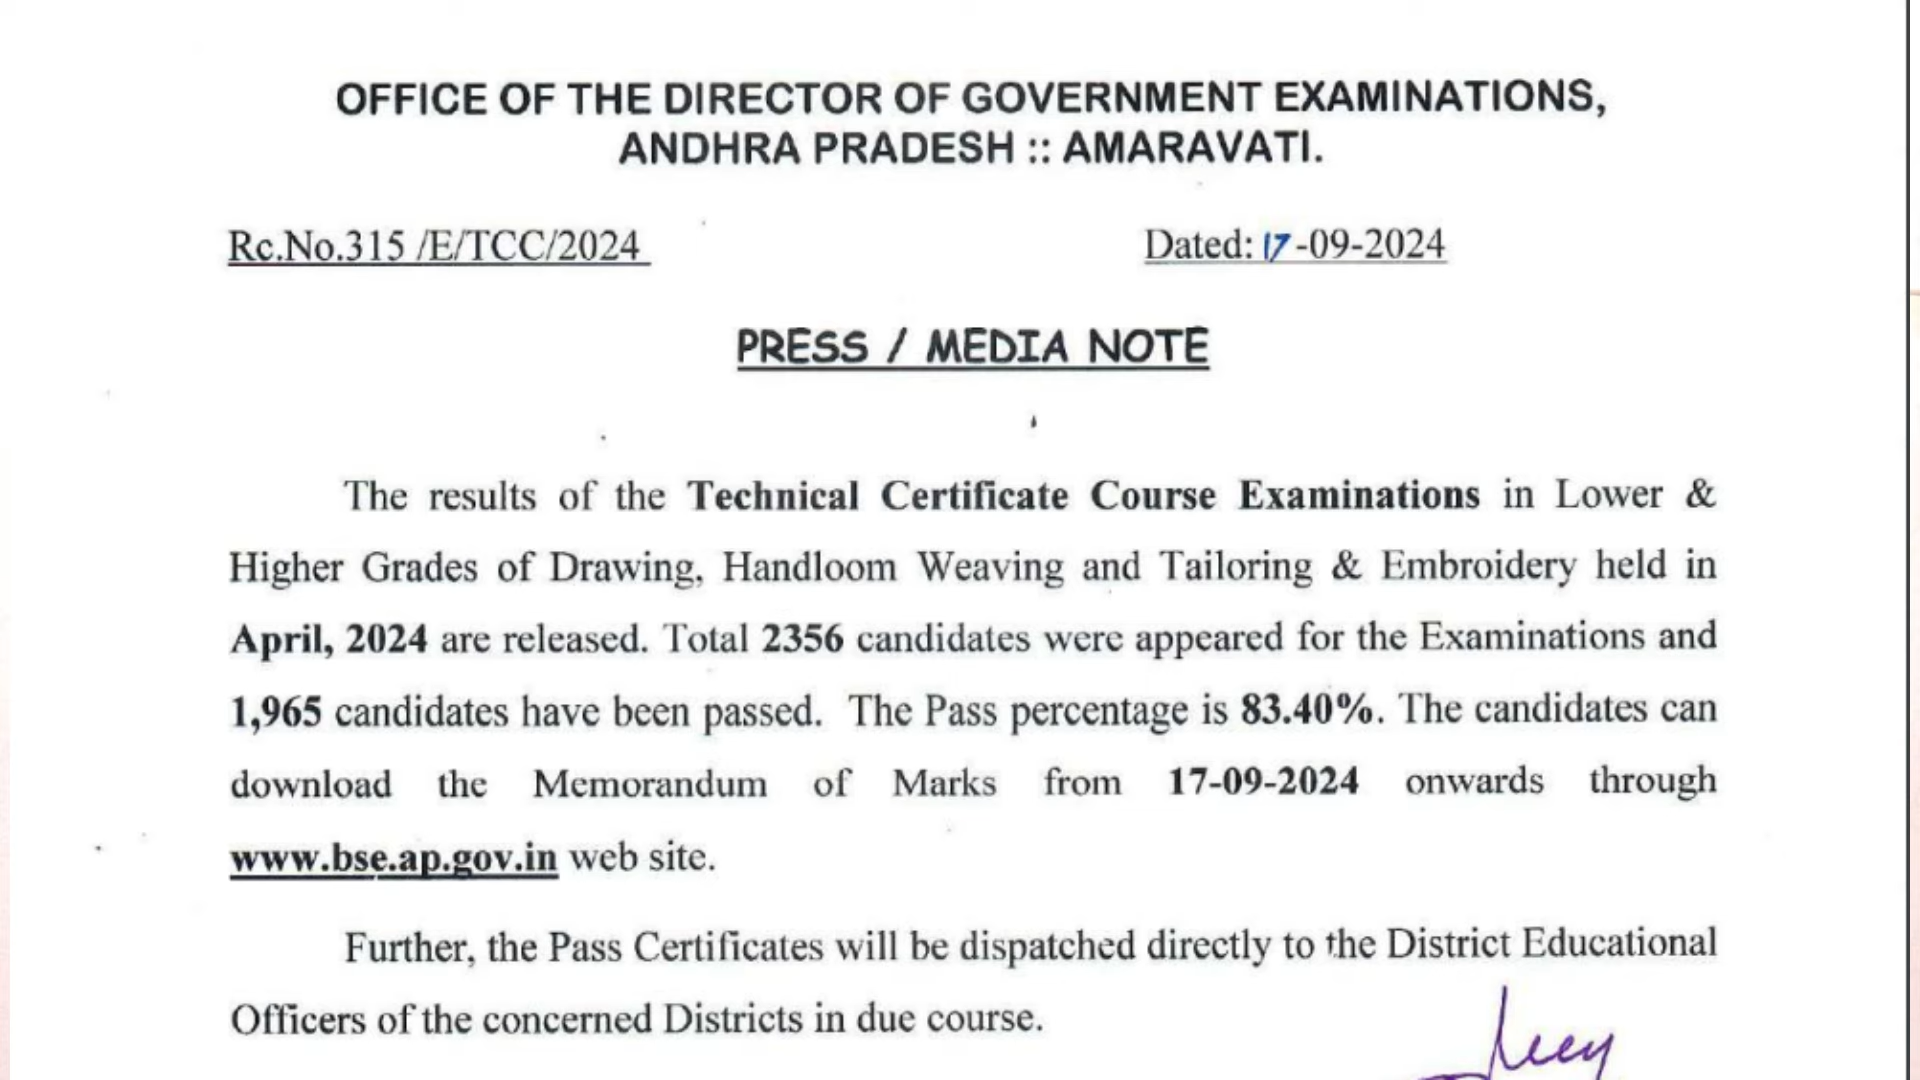 OFFICE OF THE DIRECTOR OF GOVERNMENT EXAMINATIONS,
ANDHRA PRADESH :: AMARAVATI.
Rc.No.315 /E/TCC/2024
Dated: 17-09-2024
PRESS / MEDIA NOTE
The results of the Technical Certificate Course Examinations in Lower &
Higher Grades of Drawing, Handloom Weaving and Tailoring & Embroidery held in
April, 2024 are released. Total 2356 candidates were appeared for the Examinations and
1,965 candidates have been passed. The Pass percentage is 83.40%. The candidates can
download the Memorandum of Marks from 17-09-2024 onwards through
www.bse.ap.gov.in web site.
Further, the Pass Certificates will be dispatched directly to the District Educational
Officers of the concerned Districts in due course.